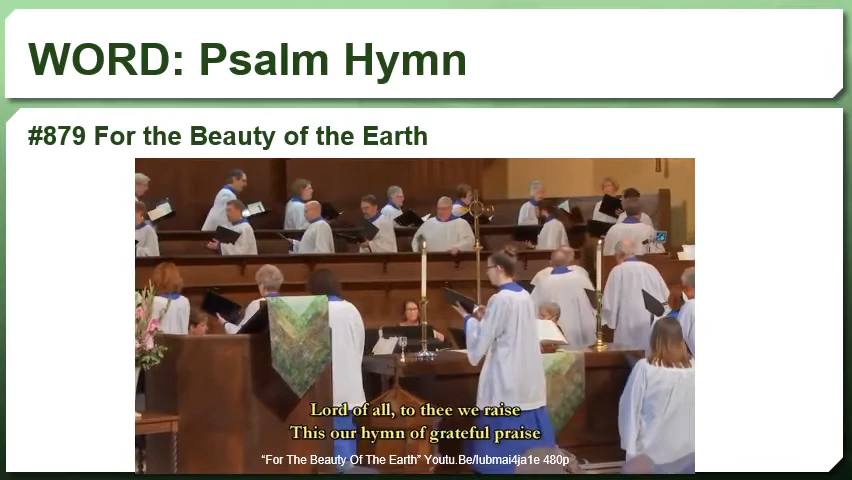 WORD: Psalm Hymn
#879 For the Beauty of the Earth
Lord of all, to thee we raise
This our hymn of grateful praise
“For The Beauty Of The Earth” Youtu.Be/Iubmai4ja1e 480p